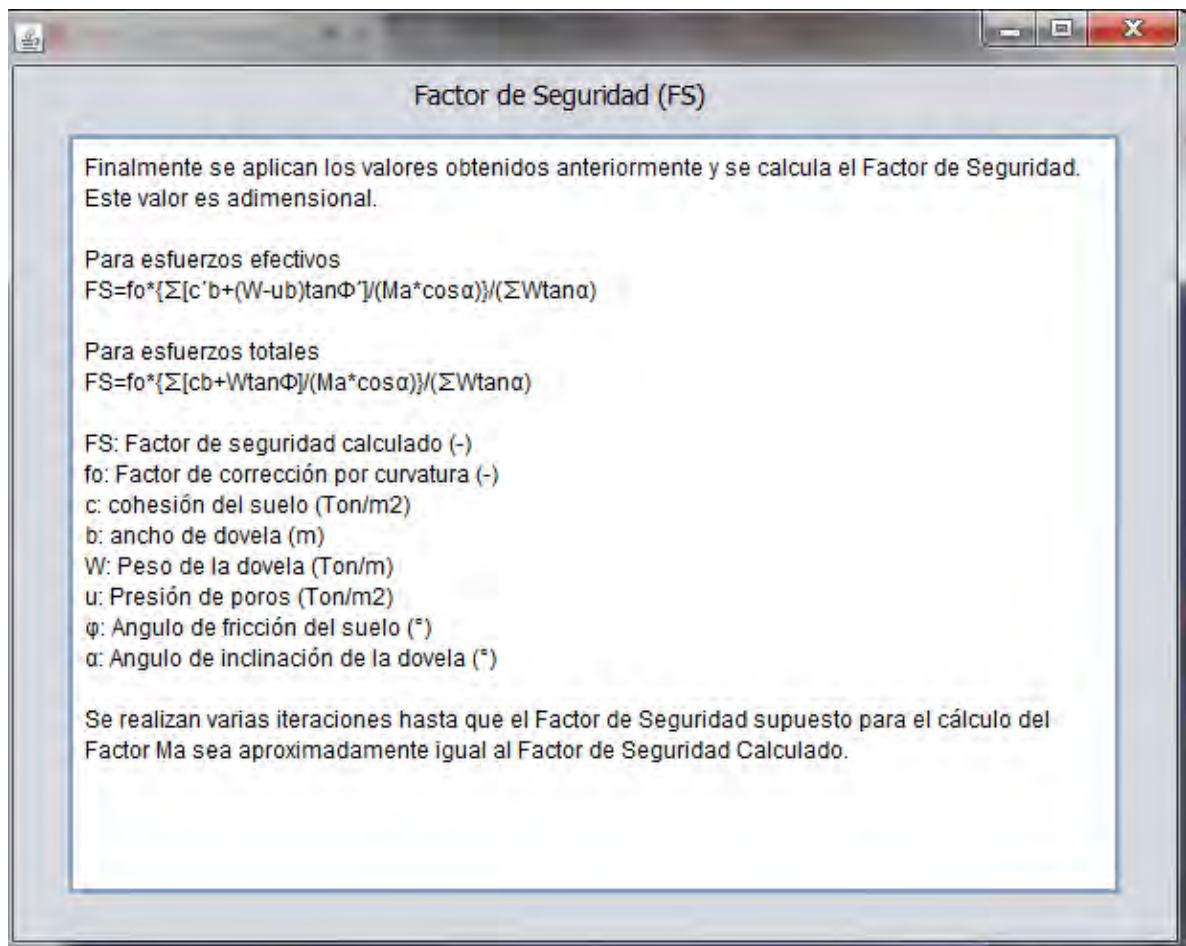 Factor de Seguridad (FS)
Finalmente se aplican los valores obtenidos anteriormente y se calcula el Factor de Seguridad.
Este valor es adimensional.
Para esfuerzos efectivos
FS=fo*{Σ[c´b+(W-ub)tanΦ´]/(Ma*cosα)}/(ΣWtanα)
Para esfuerzos totales
FS=fo*{Σ[cb+WtanΦ]/(Ma*cosα)}/(ΣWtanα)
FS: Factor de seguridad calculado (-)
fo: Factor de corrección por curvatura (-)
c: cohesión del suelo (Ton/m2)
b: ancho de dovela (m)
W: Peso de la dovela (Ton/m)
u: Presión de poros (Ton/m2)
φ: Angulo de fricción del suelo (°)
α: Angulo de inclinación de la dovela (°)
Se realizan varias iteraciones hasta que el Factor de Seguridad supuesto para el cálculo del
Factor Ma sea aproximadamente igual al Factor de Seguridad Calculado.